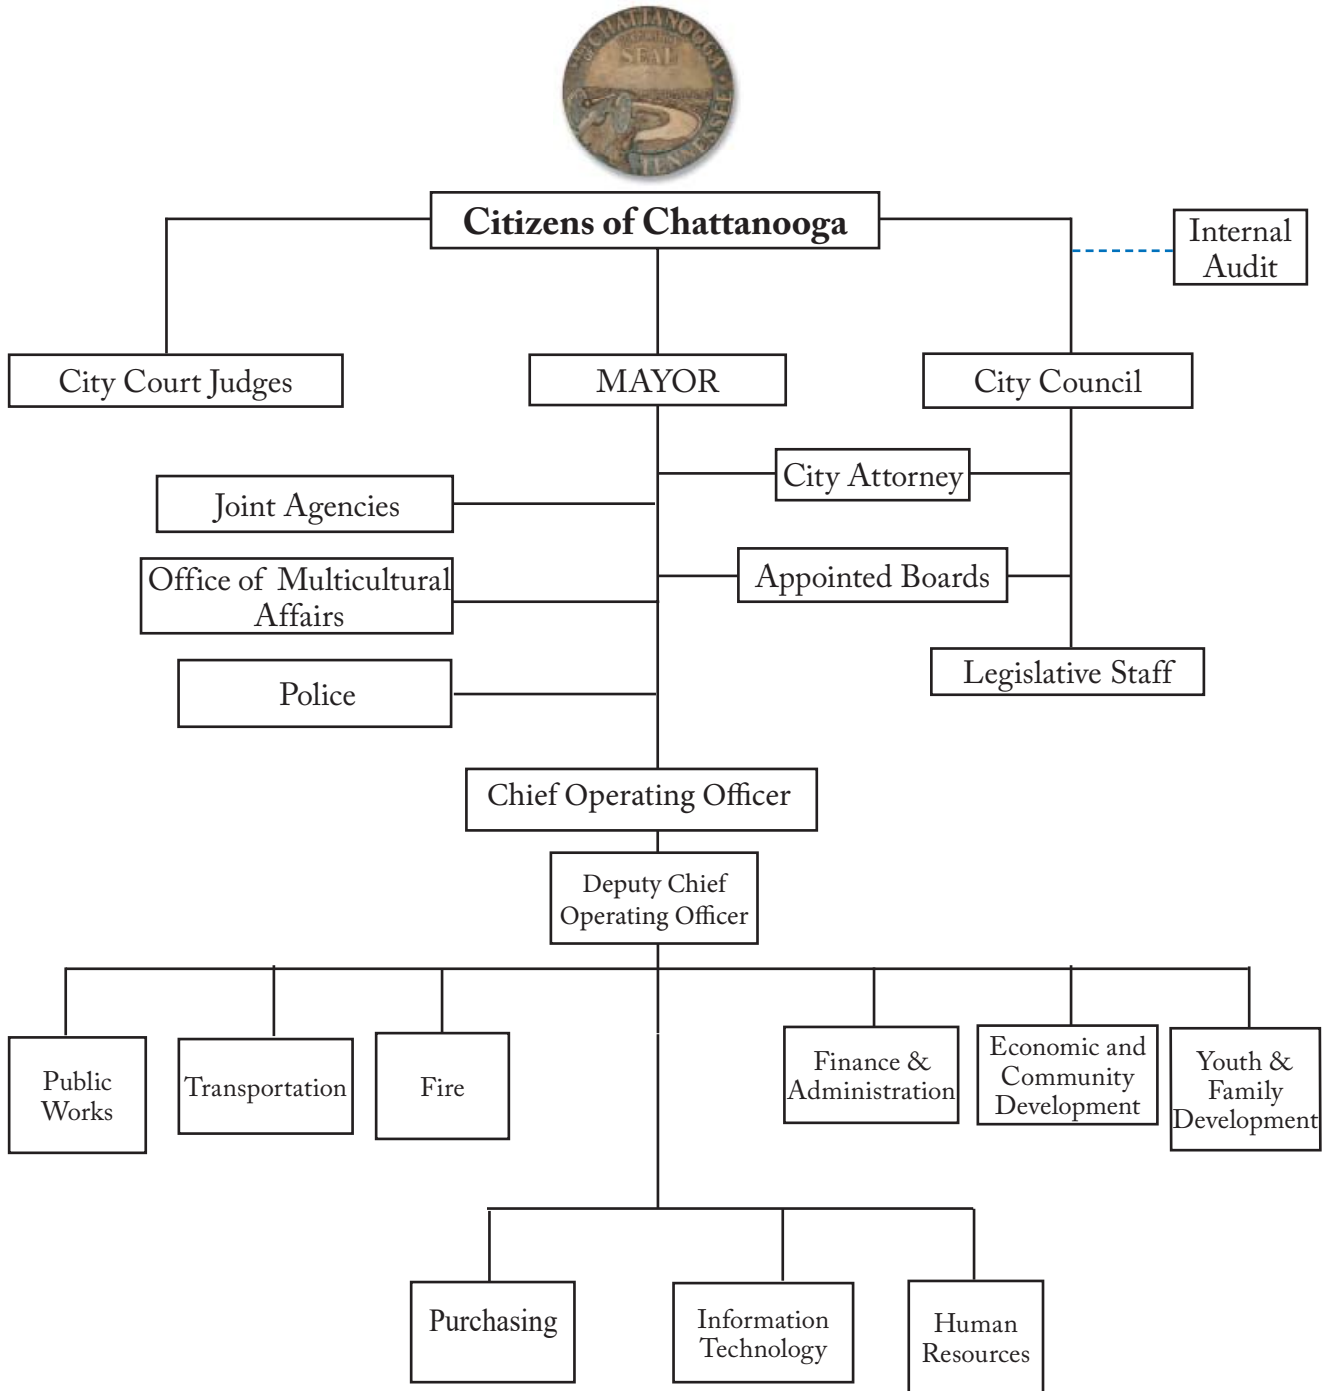 CITY OF CHATTANOOGA • TENNESSEE
SEAL
Citizens of Chattanooga
Internal
Audit
City Court Judges
MAYOR
City Council
City Attorney
Joint Agencies
Office of Multicultural
Affairs
Appointed Boards
Legislative Staff
Police
Chief Operating Officer
Deputy Chief
Operating Officer
Public
Works
Transportation
Fire
Finance &
Administration
Economic and
Community
Development
Youth &
Family
Development
Purchasing
Information
Technology
Human
Resources